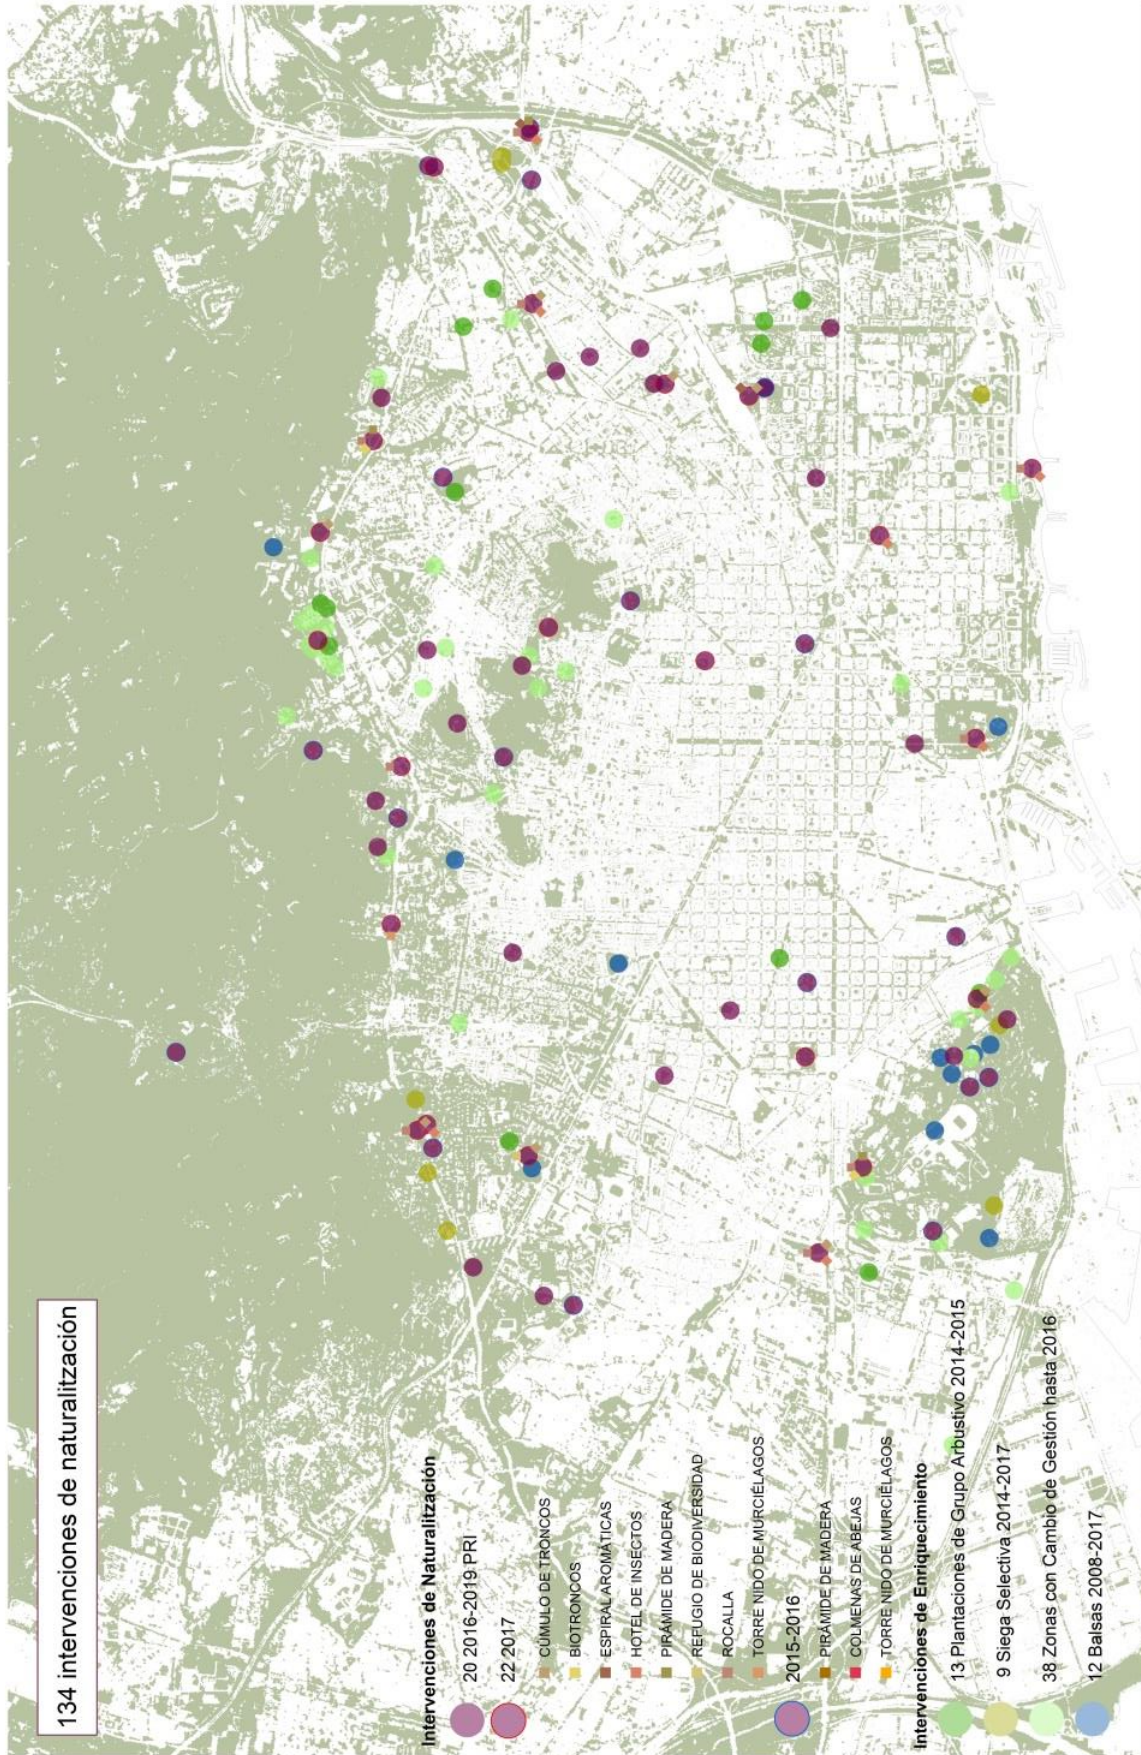 134 intervenciones de naturalització
Intervenciones de Naturalización
20 2016-2019 PRI
22 2017
CÚMULO DE TRONCOS
BIOTRONCOS
ESPIRAL AROMÁTICAS
HOTEL DE INSECTOS
PIRÁMIDE DE MADERA
REFUGIO DE BIODIVERSIDAD
ROCALLA
TORRE NIDO DE MURCIÉLAGOS
2015-2016
PIRÁMIDE DE MADERA
COLMENAS DE ABEJAS
TORRE NIDO DE MURCIÉLAGOS
Intervenciones de Enriquecimiento
13 Plantaciones de Grupo Arbustivo 2014-2015
9 Siega Selectiva 2014-2017
38 Zonas con Cambio de Gestión hasta 2016
12 Balsas 2008-2017